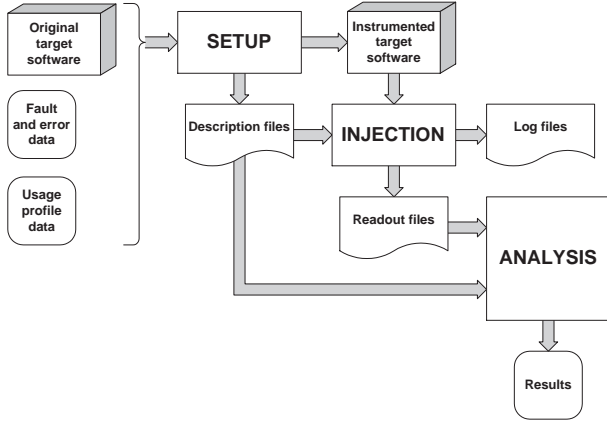 Original
target
software
SETUP
Instrumented
target
software
Fault
and error
data
Description files
INJECTION
Log files
Usage
profile
data
Readout files
ANALYSIS
Results